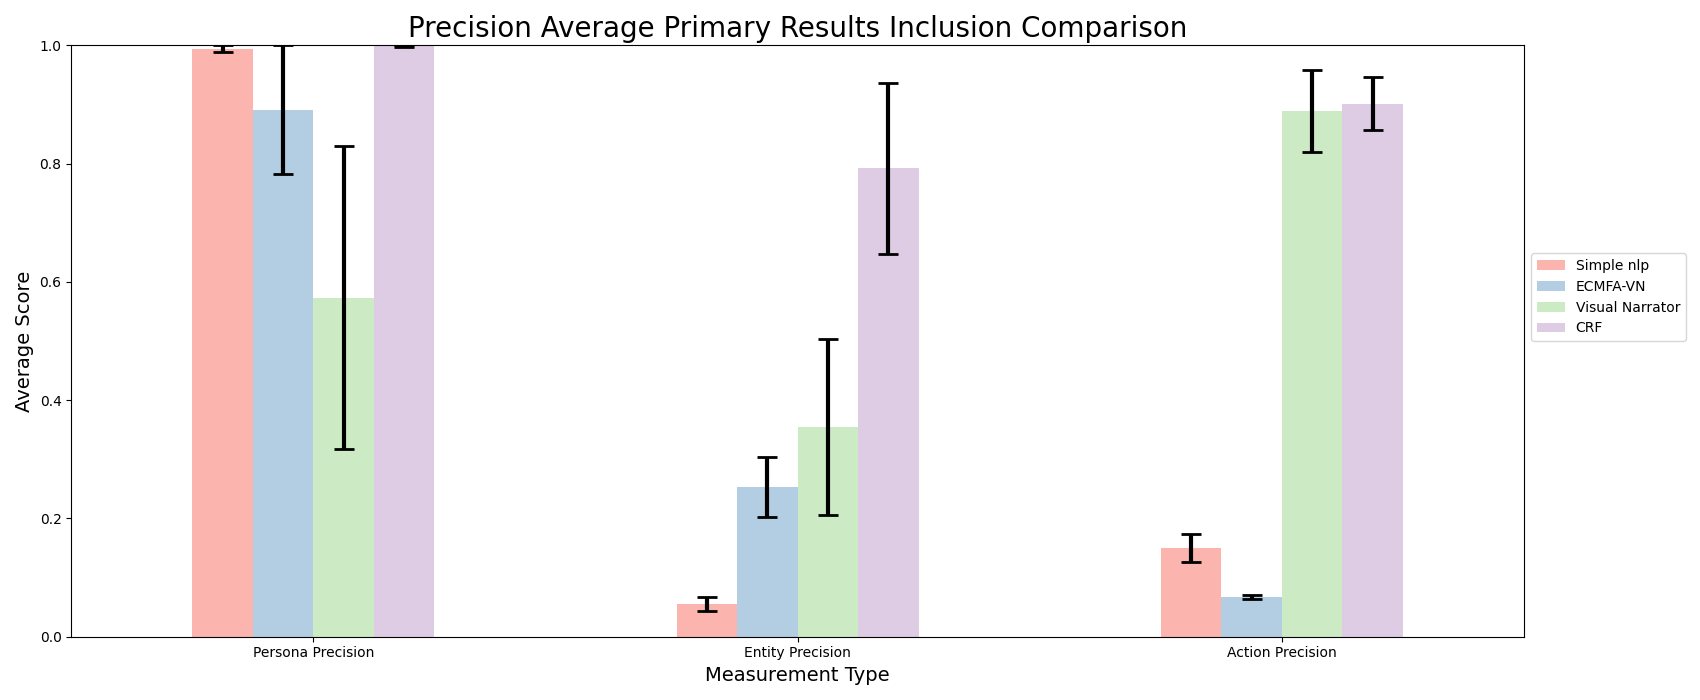 Precision Average Primary Results Inclusion Comparison
Average Score
1.0
0.8
0.6
0.4
0.2
0.0
Persona Precision
Entity Precision
Action Precision
Measurement Type
Simple nlp
ECMFA-VN
Visual Narrator
CRF